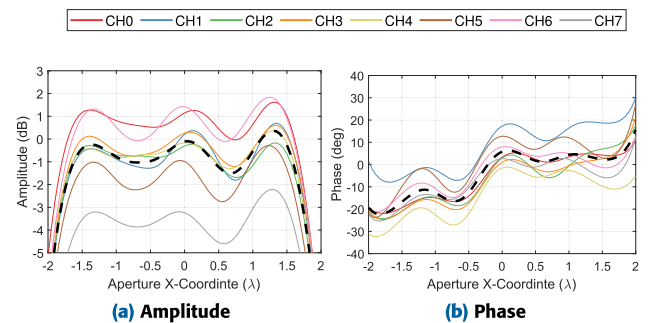 CH0 CH1 CH2 CH3 CH4 CH5 CH6 CH7
3
2
1
0
-1
-2
-3
-4
-5
Amplitude (dB)
-2 -1.5 -1 -0.5 0 0.5 1 1.5 2
Aperture X-Coordinte (λ)
(a) Amplitude
40
30
20
10
0
-10
-20
-30
-40
Phase (deg)
-2 -1.5 -1 -0.5 0 0.5 1 1.5 2
Aperture X-Coordinte (λ)
(b) Phase